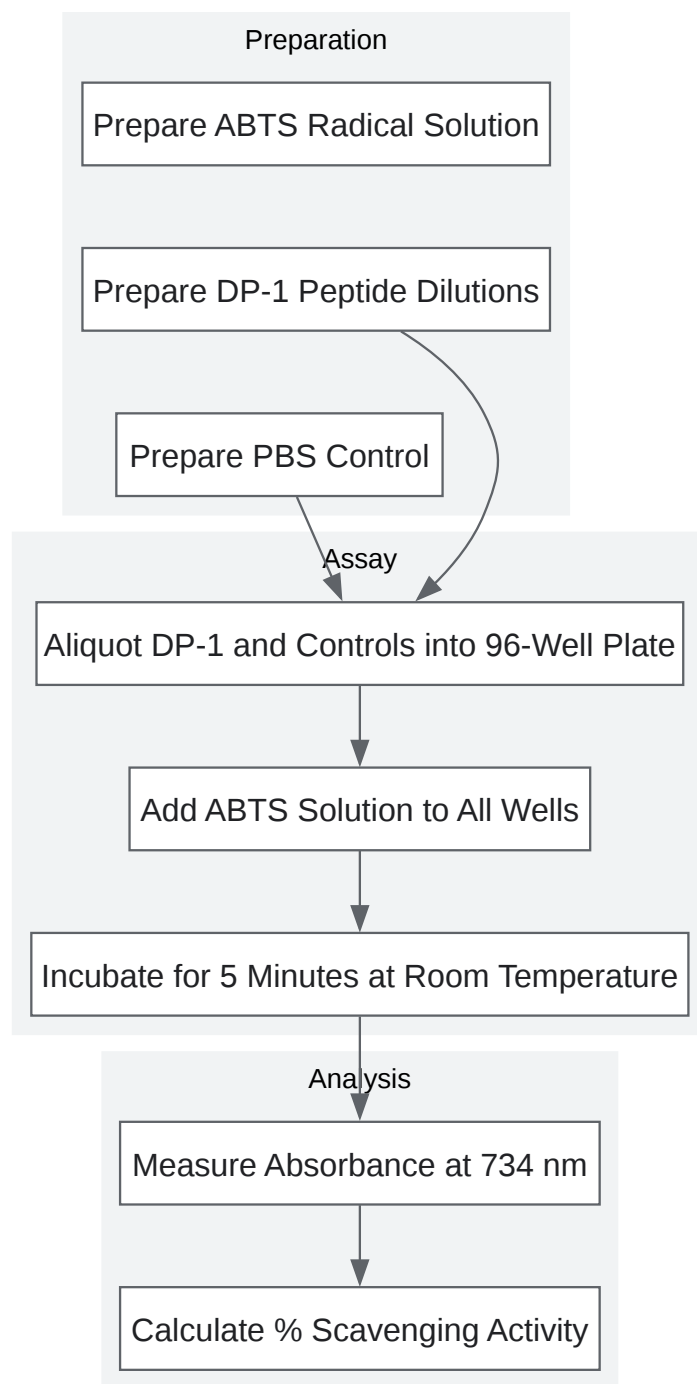 Preparation
Prepare ABTS Radical Solution
Prepare DP-1 Peptide Dilutions
Prepare PBS Control
Assay
Aliquot DP-1 and Controls into 96-Well Plate
Add ABTS Solution to All Wells
Incubate for 5 Minutes at Room Temperature
Analysis
Measure Absorbance at 734 nm
Calculate % Scavenging Activity